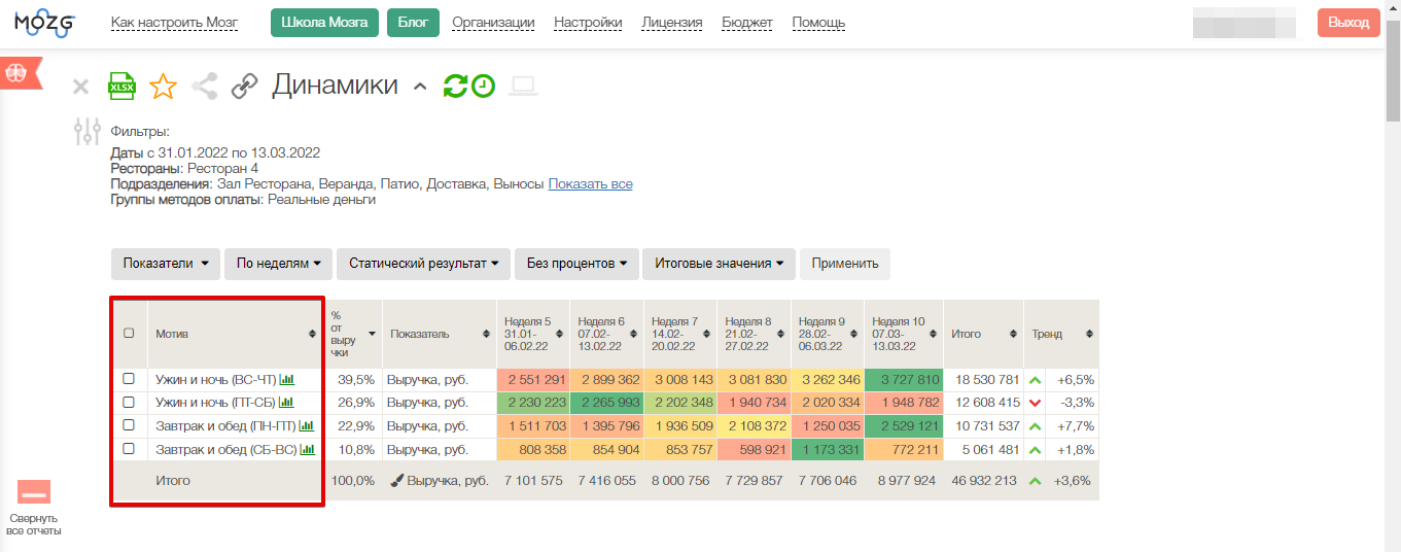 MOZG Как настроить Мозг Школа Мозга Блог Организации Настройки Лицензия Бюджет Помощь Выход
XLSX Динамики
Фильтры:
Даты с 31.01.2022 по 13.03.2022
Рестораны: Ресторан 4
Подразделения: Зал Ресторана, Веранда, Патио, Доставка, Выносы Показать все
Группы методов оплаты: Реальные деньги
Показатели По неделям Статический результат Без процентов Итоговые значения Применить
Мотив % от выру чки Показатель Неделя 5 31.01- 06.02.22 Неделя 6 07.02- 13.02.22 Неделя 7 14.02- 20.02.22 Неделя 8 21.02- 27.02.22 Неделя 9 28.02- 06.03.22 Неделя 10 07.03- 13.03.22 Итого Тренд
Ужин и ночь (ВС-ЧТ) 39,5% Выручка, руб. 2 551 291 2 899 362 3 008 143 3 081 830 3 262 346 3 727 810 18 530 781 +6,5%
Ужин и ночь (ПТ-СБ) 26,9% Выручка, руб. 2 230 223 2 265 993 2 202 348 1 940 734 2 020 334 1 948 782 12 608 415 -3,3%
Завтрак и обед (ПН-ПТ) 22,9% Выручка, руб. 1 511 703 1 395 796 1 936 509 2 108 372 1 250 035 2 529 121 10 731 537 +7,7%
Завтрак и обед (СБ-ВС) 10,8% Выручка, руб. 808 358 854 904 853 757 598 921 1 173 331 772 211 5 061 481 +1,8%
Итого 100,0% Выручка, руб. 7 101 575 7 416 055 8 000 756 7 729 857 7 706 046 8 977 924 46 932 213 +3,6%
Свернуть
все отчеты